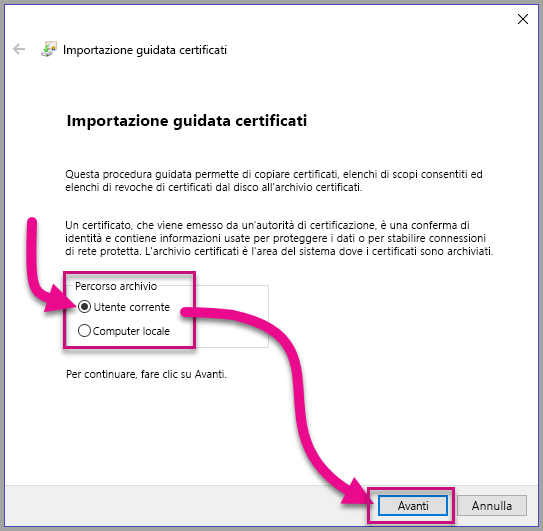 Importazione guidata certificati
Importazione guidata certificati
Questa procedura guidata permette di copiare certificati, elenchi di scopi consentiti ed
elenchi di revoche di certificati dal disco all'archivio certificati.
Un certificato, che viene emesso da un'autorità di certificazione, è una conferma di
identità e contiene informazioni usate per proteggere i dati o per stabilire connessioni
di rete protetta. L'archivio certificati è l'area del sistema dove i certificati sono archiviati.
Percorso archivio
Utente corrente
Computer locale
Per continuare, fare clic su Avanti.
Avanti
Annulla